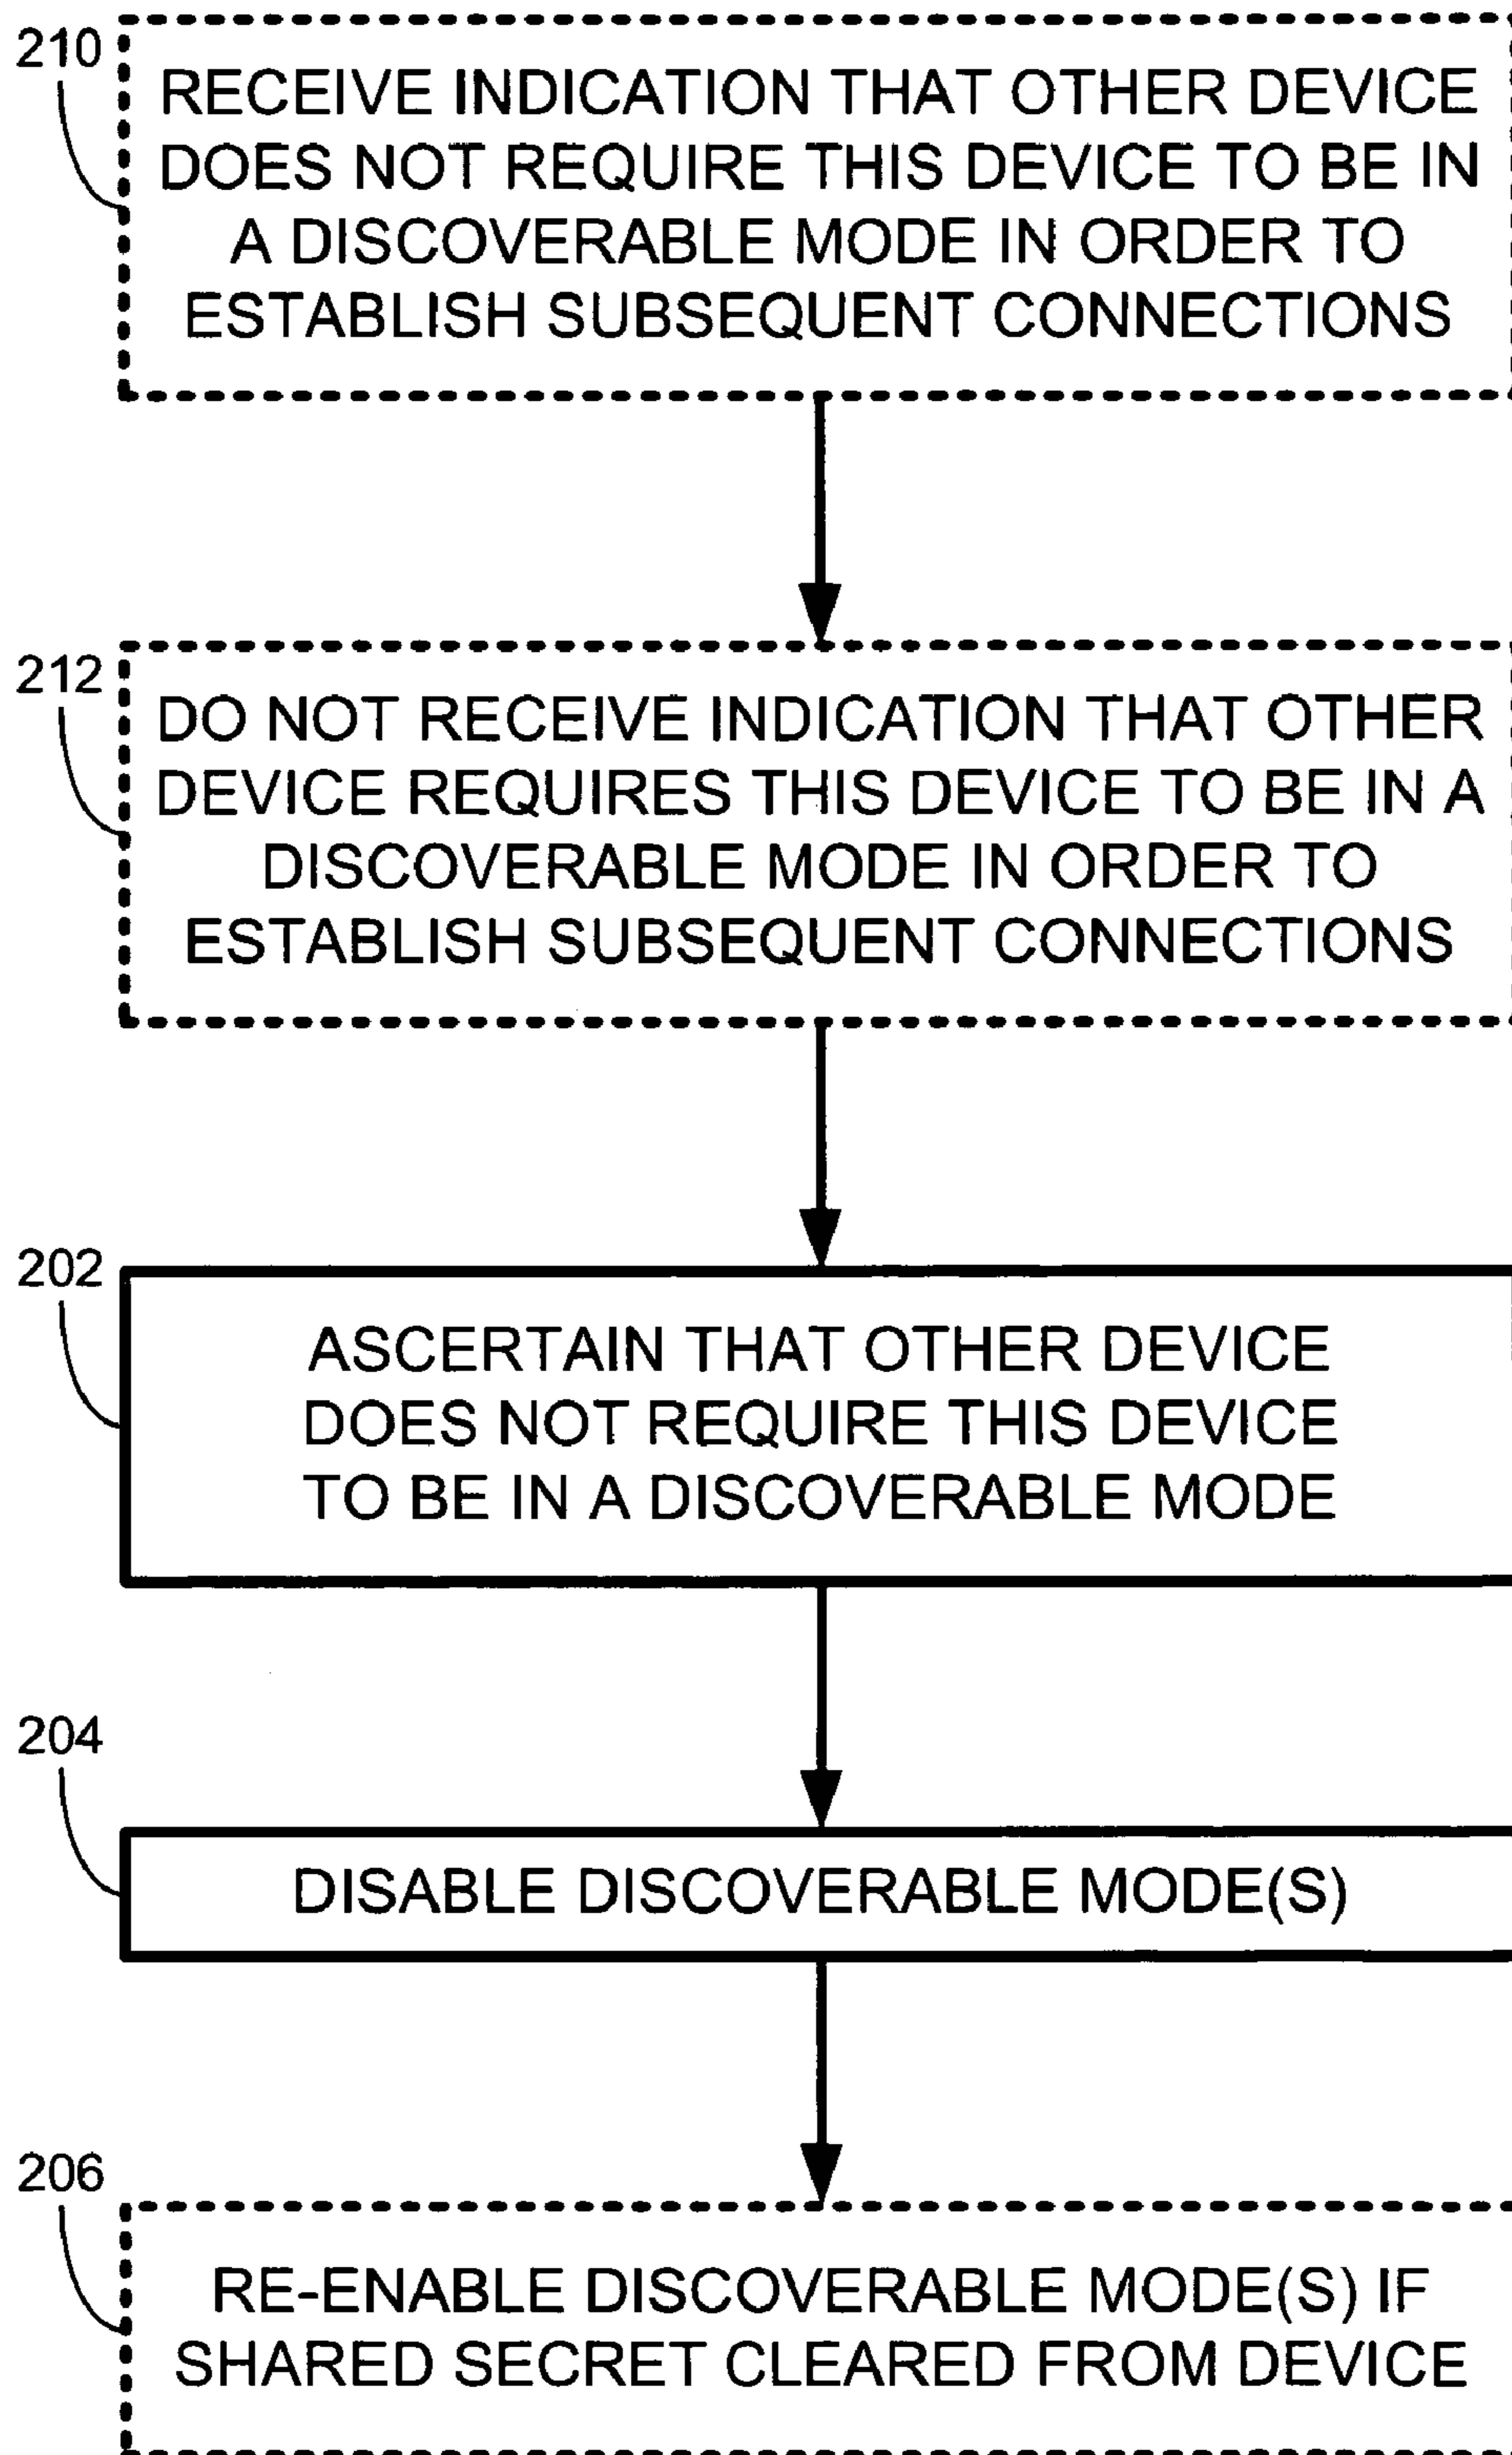 210
RECEIVE INDICATION THAT OTHER DEVICE
DOES NOT REQUIRE THIS DEVICE TO BE IN
A DISCOVERABLE MODE IN ORDER TO
ESTABLISH SUBSEQUENT CONNECTIONS
212
DO NOT RECEIVE INDICATION THAT OTHER
DEVICE REQUIRES THIS DEVICE TO BE IN A
DISCOVERABLE MODE IN ORDER TO
ESTABLISH SUBSEQUENT CONNECTIONS
202
ASCERTAIN THAT OTHER DEVICE
DOES NOT REQUIRE THIS DEVICE
TO BE IN A DISCOVERABLE MODE
204
DISABLE DISCOVERABLE MODE(S)
206
RE-ENABLE DISCOVERABLE MODE(S) IF
SHARED SECRET CLEARED FROM DEVICE